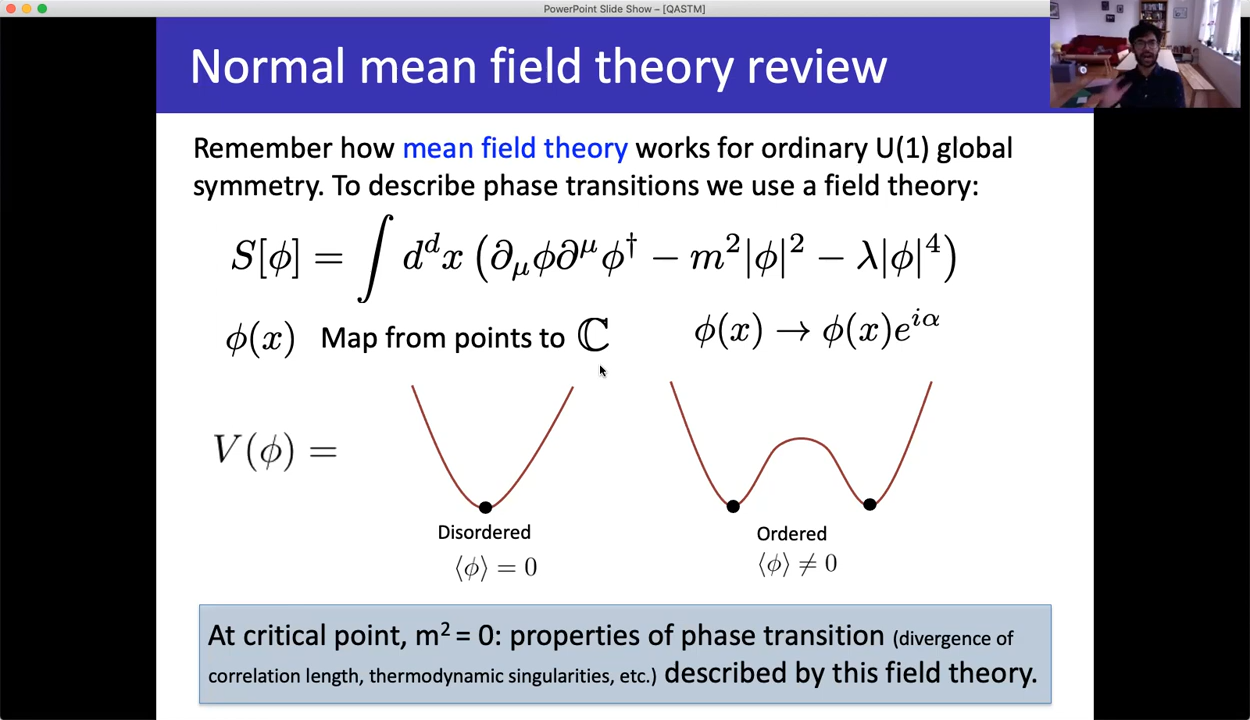 PowerPoint Slide Show – [QASTM]
Normal mean field theory review
Remember how mean field theory works for ordinary U(1) global
symmetry. To describe phase transitions we use a field theory:
S[ϕ] = ∫ dᵈx (∂_μϕ∂^μϕ† − m²|ϕ|² − λ|ϕ|⁴)
ϕ(x) Map from points to ℂ ϕ(x) → ϕ(x)e^{iα}
V(ϕ) =
Disordered Ordered
⟨ϕ⟩ = 0 ⟨ϕ⟩ ≠ 0
At critical point, m² = 0: properties of phase transition (divergence of
correlation length, thermodynamic singularities, etc.) described by this field theory.